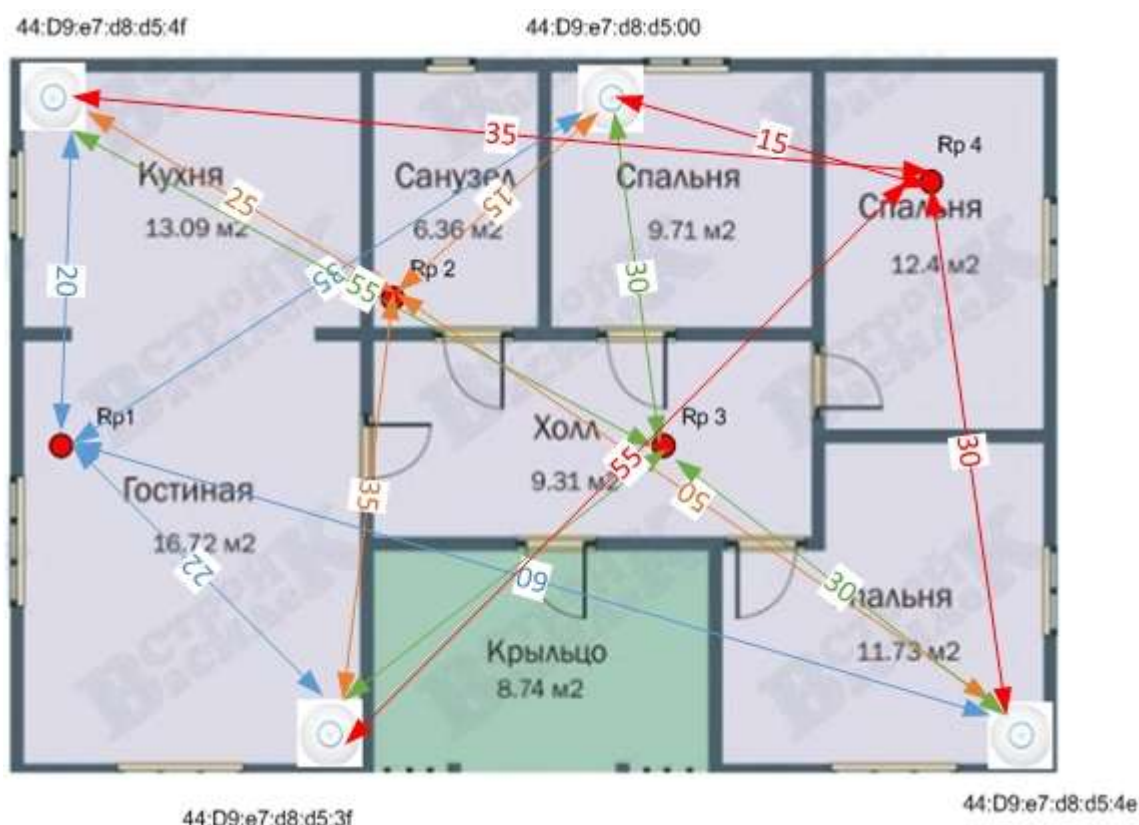 44:D9:e7:d8:d5:4f
44:D9:e7:d8:d5:00
35
15
Rp 4
Кухня
13.09 м2
Санузел
6.36 м2
Спальня
9.71 м2
Спальня
12.4 м2
25
15
20
55
35
Rp 2
30
Rp1
Rp 3
Холл
9.31 м2
55
50
30
35
Гостиная
16.72 м2
22
60
30
пальня
11.73 м2
Крыльцо
8.74 м2
44:D9:e7:d8:d5:3f
44:D9:e7:d8:d5:4e